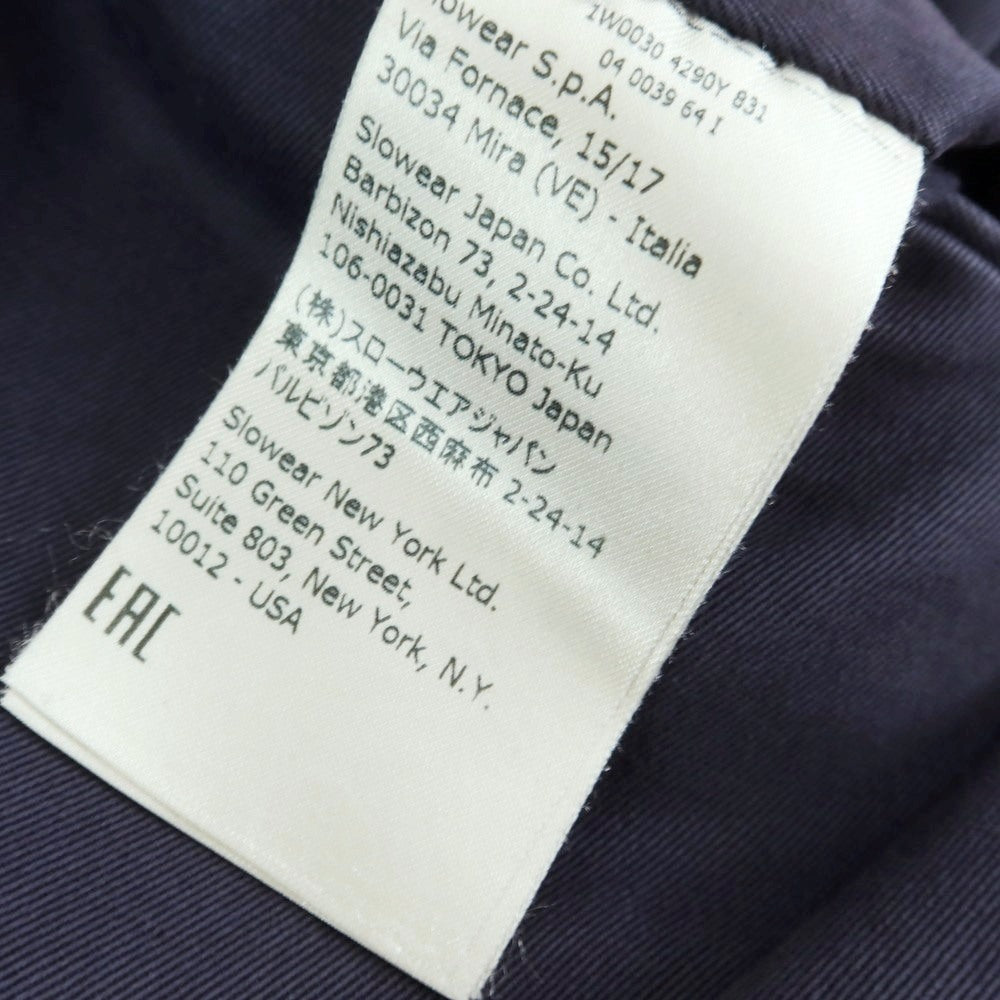 1W0030 4290Y 831
04 0039 64 I
Slowear S.p.A.
Via Fornace, 15/17
30034 Mira (VE) - Italia
Slowear Japan Co. Ltd.
Barbizon 73, 2-24-14
Nishiazabu Minato-Ku
106-0031 TOKYO Japan
(株)スローウエアジャパン
東京都港区西麻布 2-24-14
バルビゾン73
Slowear New York Ltd.
110 Green Street,
Suite 803, New York, N.Y.
10012 - USA
EAC